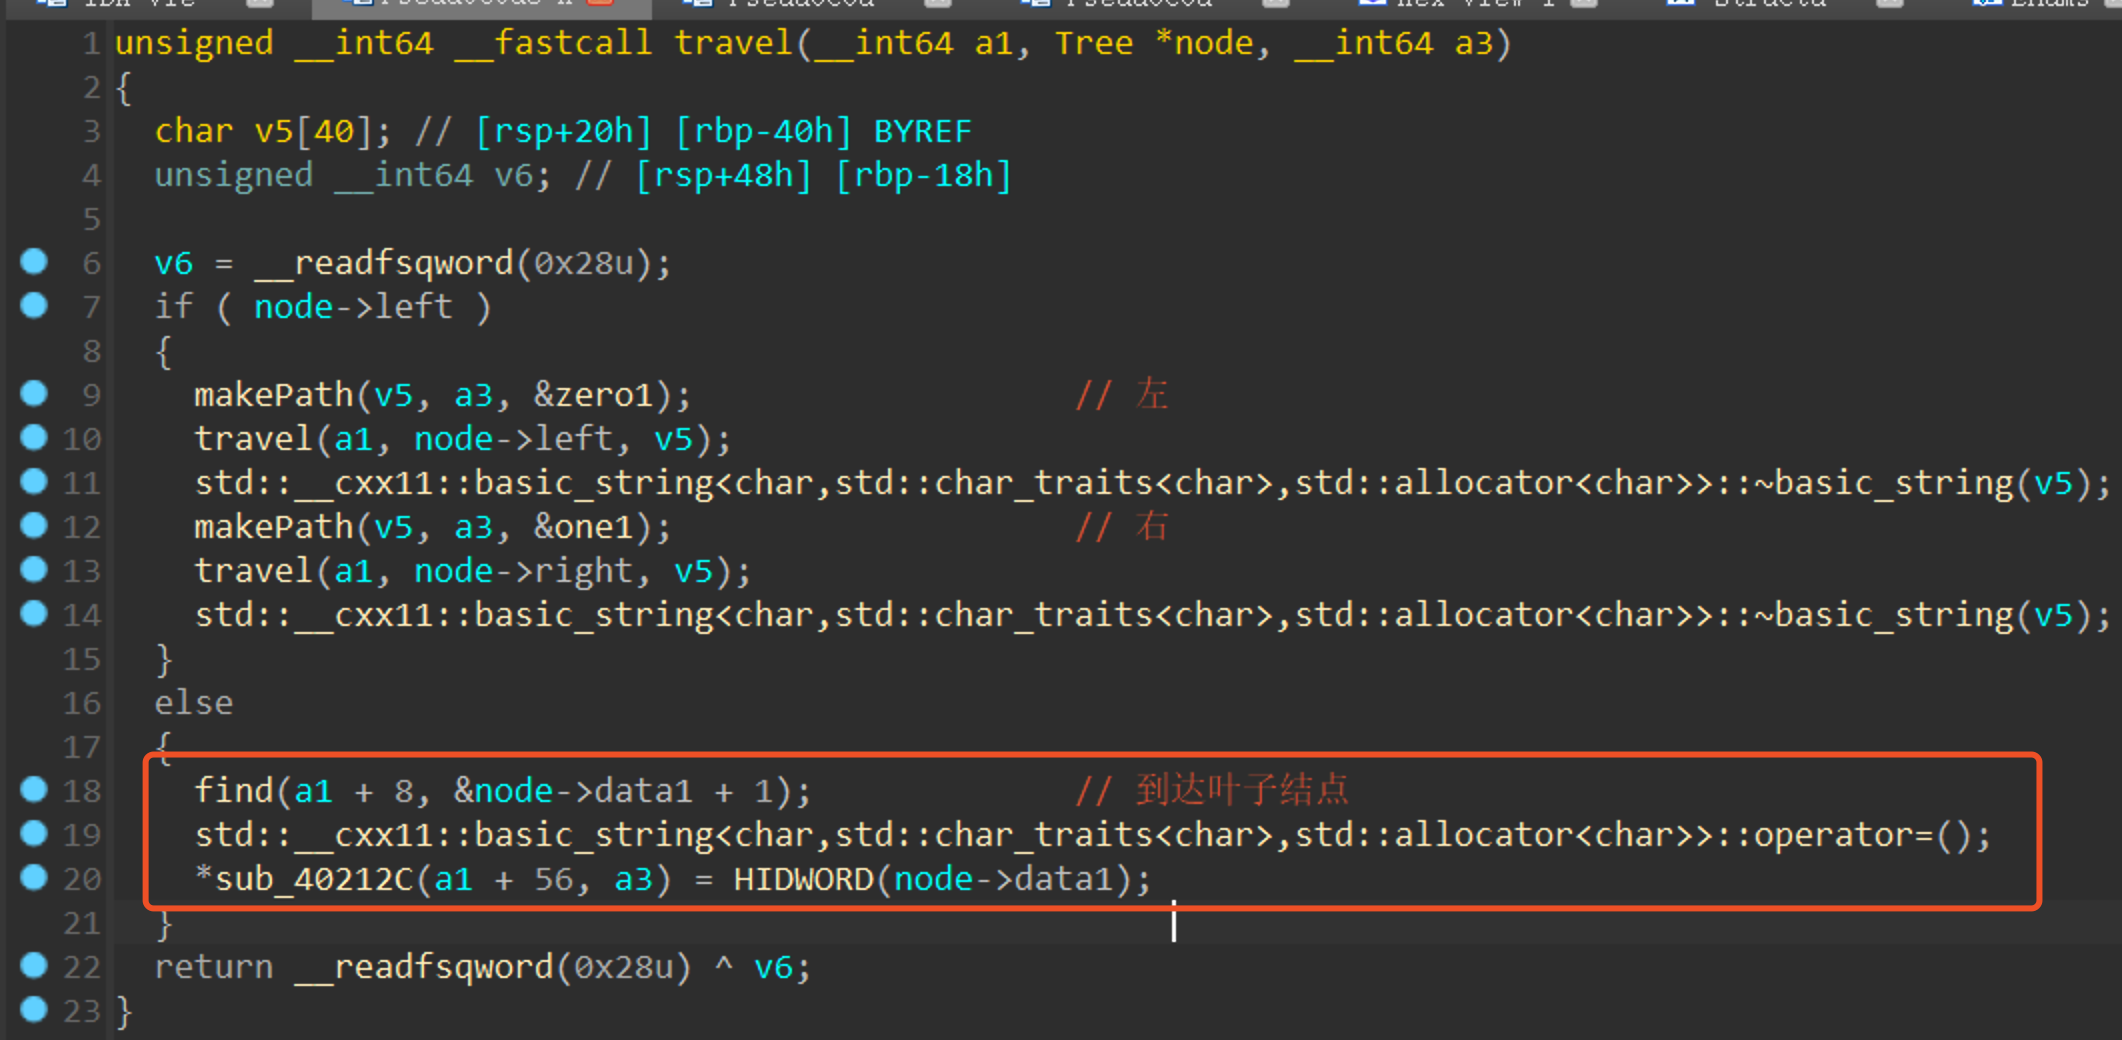 1 unsigned __int64 __fastcall travel(__int64 a1, Tree *node, __int64 a3)
2 {
3 char v5[40]; // [rsp+20h] [rbp-40h] BYREF
4 unsigned __int64 v6; // [rsp+48h] [rbp-18h]
5
6 v6 = __readfsqword(0x28u);
7 if ( node->left )
8 {
9 makePath(v5, a3, &zero1); // 左
10 travel(a1, node->left, v5);
11 std::__cxx11::basic_string<char,std::char_traits<char>,std::allocator<char>>::~basic_string(v5);
12 makePath(v5, a3, &one1); // 右
13 travel(a1, node->right, v5);
14 std::__cxx11::basic_string<char,std::char_traits<char>,std::allocator<char>>::~basic_string(v5);
15 }
16 else
17 {
18 find(a1 + 8, &node->data1 + 1); // 到达叶子结点
19 std::__cxx11::basic_string<char,std::char_traits<char>,std::allocator<char>>::operator=();
20 *sub_40212C(a1 + 56, a3) = HIDWORD(node->data1);
21 }
22 return __readfsqword(0x28u) ^ v6;
23 }